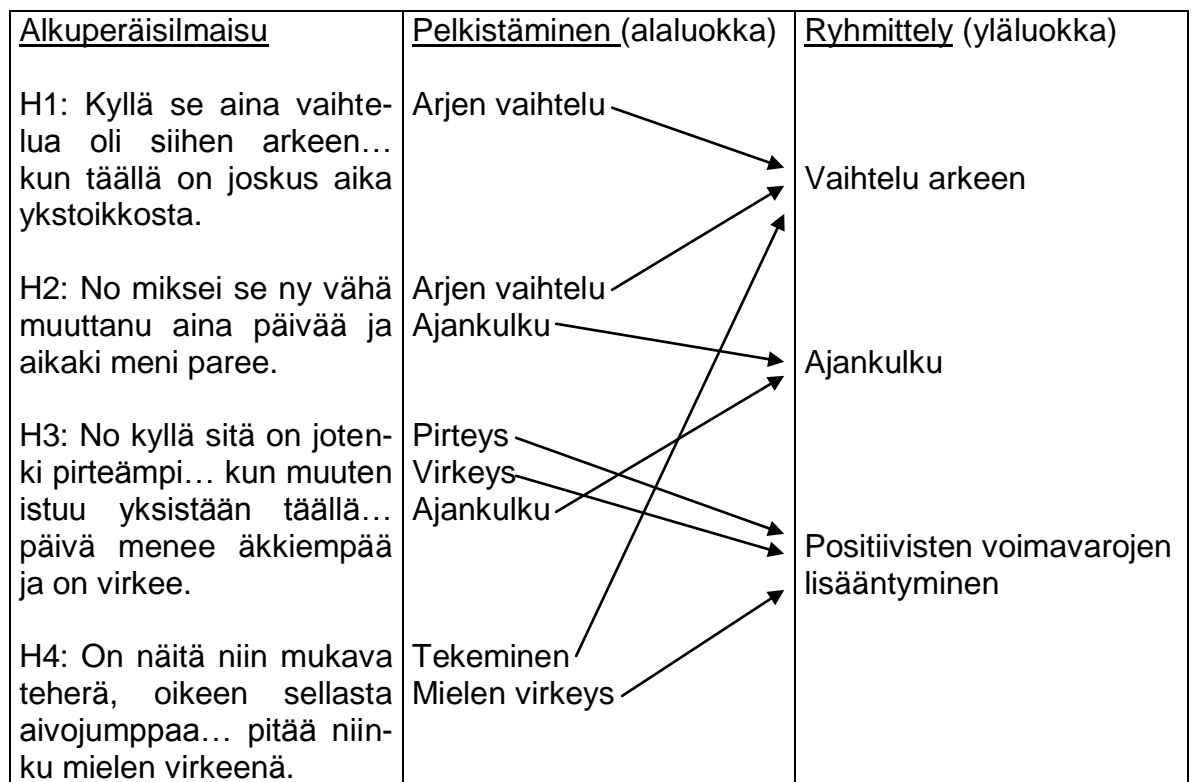 Alkuperäisilmaisu
H1: Kyllä se aina vaihte-
lua oli siihen arkeen…
kun täällä on joskus aika
ykstoikkosta.
H2: No miksei se ny vähä
muuttanu aina päivää ja
aikaki meni paree.
H3: No kyllä sitä on joten-
ki pirteämpi… kun muuten
istuu yksistään täällä…
päivä menee äkkiempää
ja on virkee.
H4: On näitä niin mukava
teherä, oikeen sellasta
aivojumppaa… pitää niin-
ku mielen virkeenä.
Pelkistäminen (alaluokka)
Arjen vaihtelu
Arjen vaihtelu
Ajankulku
Pirteys
Virkeys
Ajankulku
Tekeminen
Mielen virkeys
Ryhmittely (yläluokka)
Vaihtelu arkeen
Ajankulku
Positiivisten voimavarojen
lisääntyminen